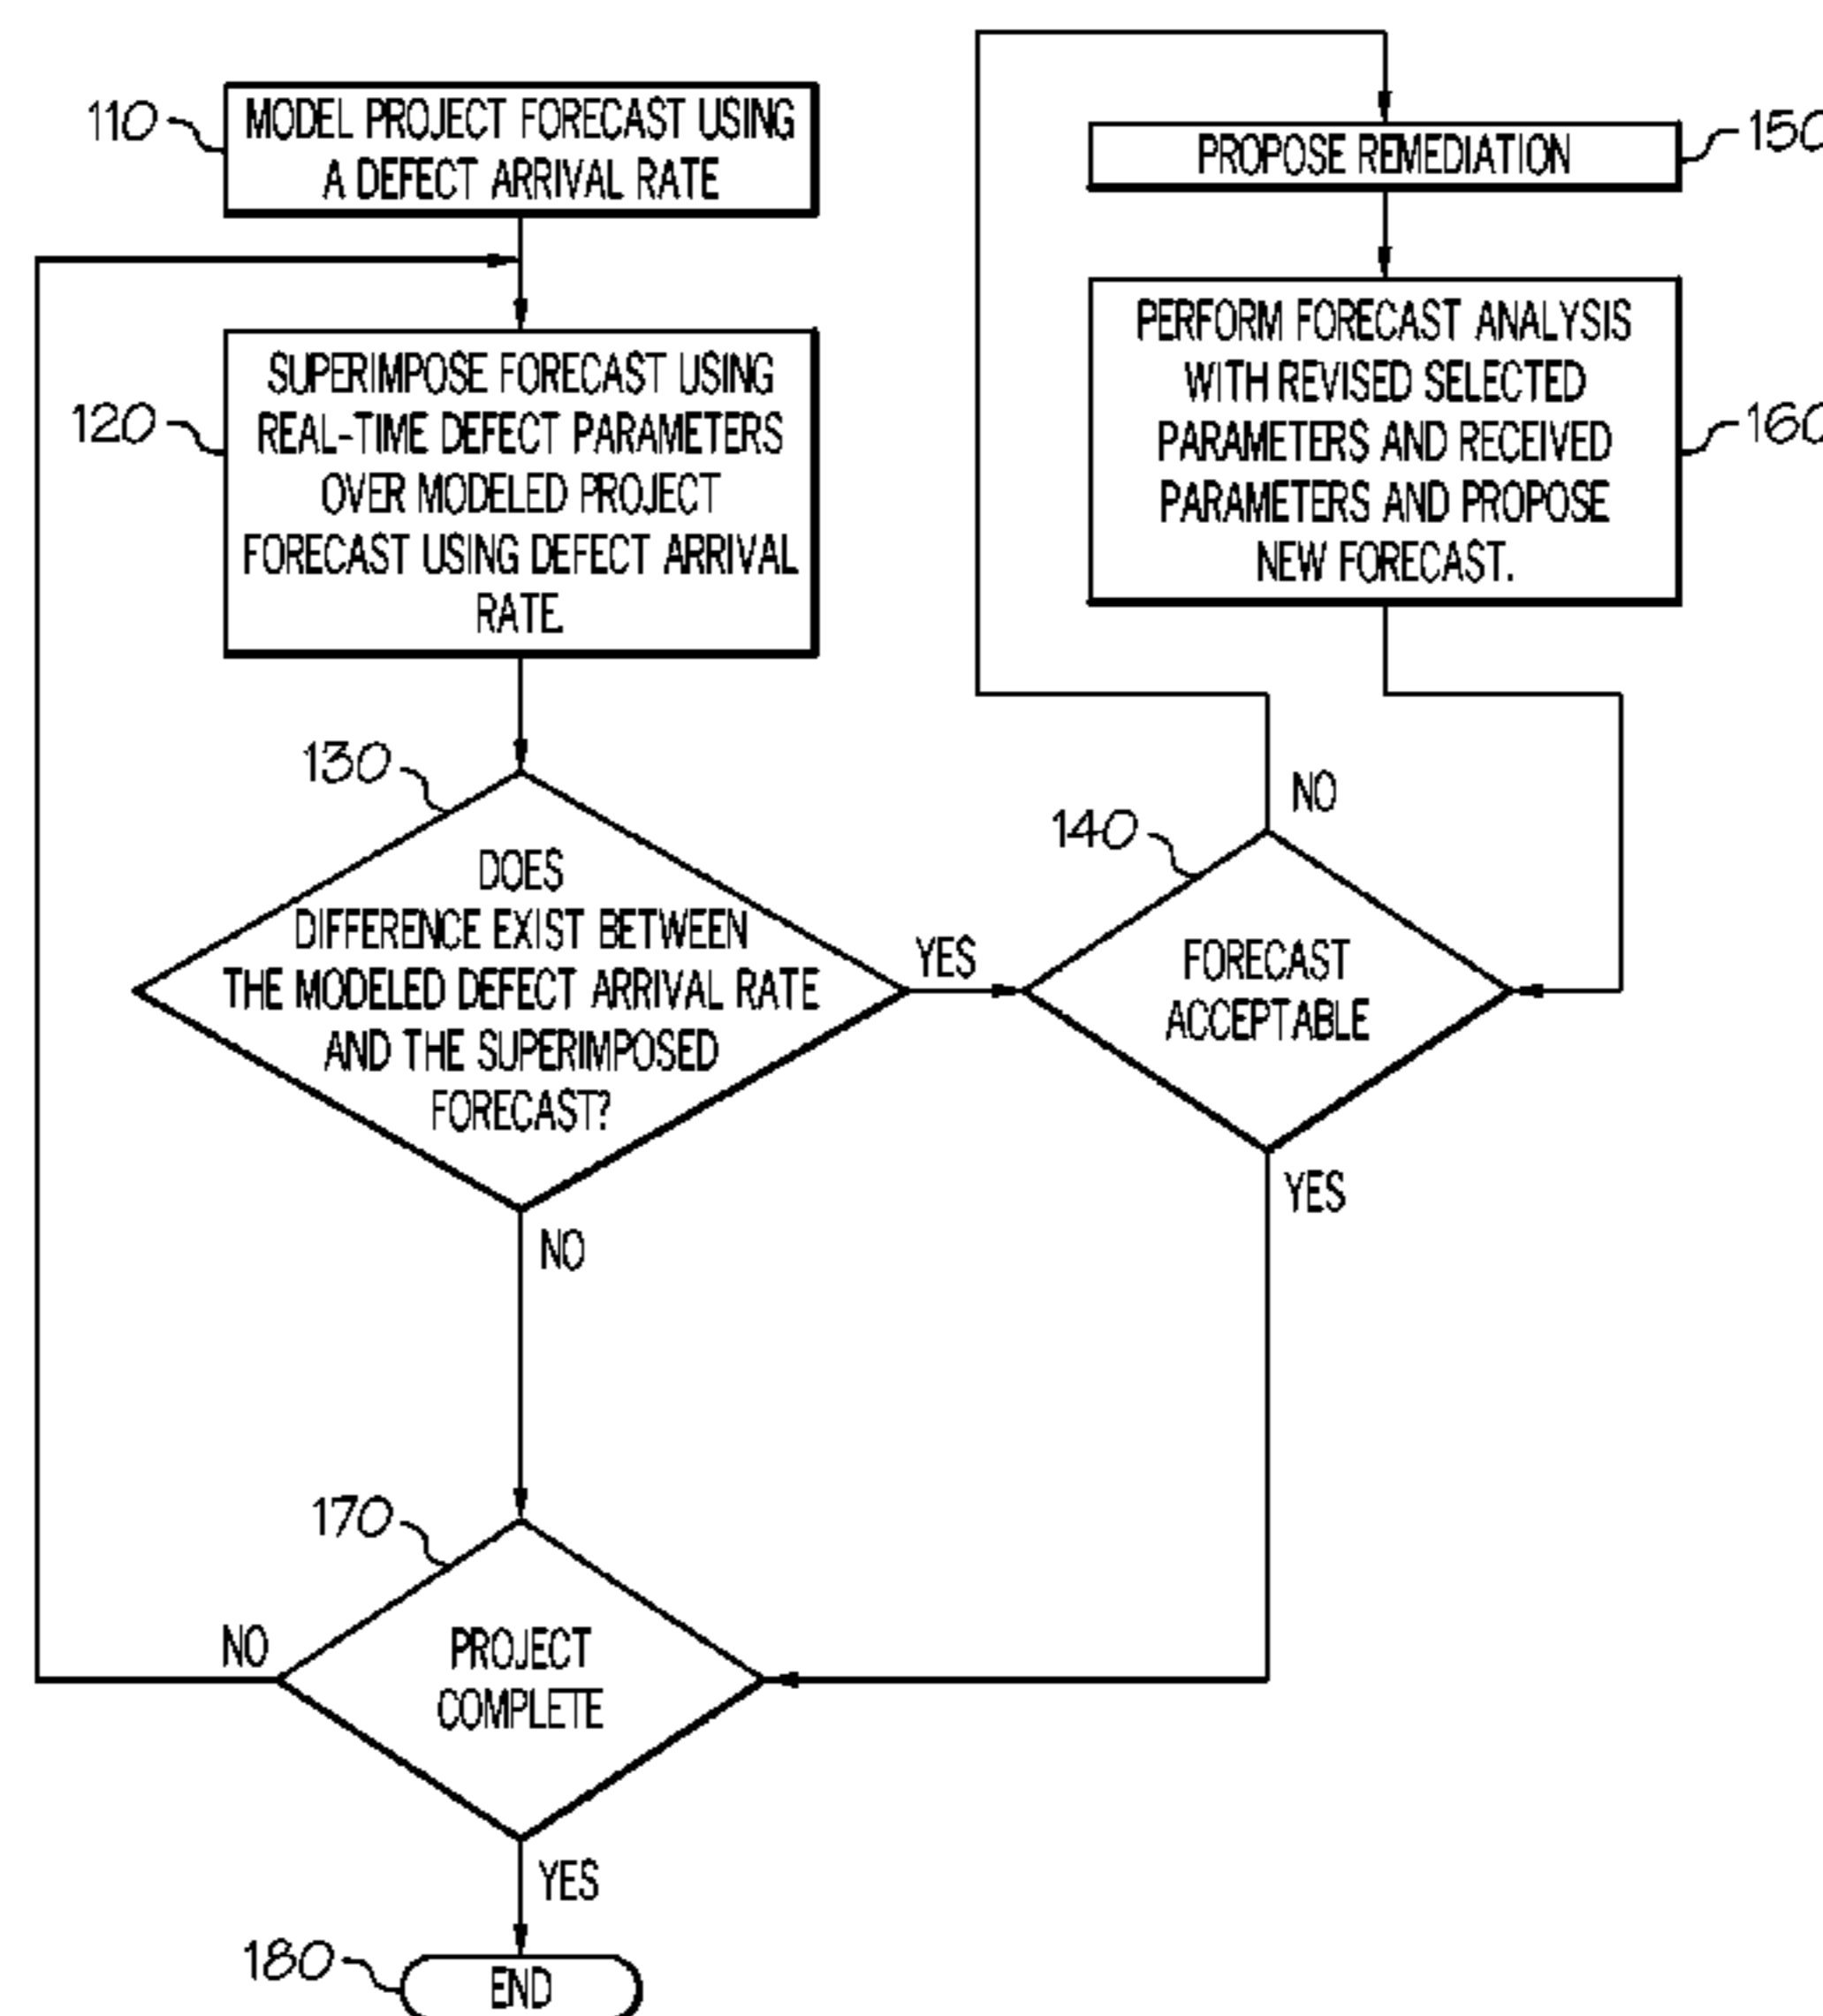 110
MODEL PROJECT FORECAST USING
A DEFECT ARRIVAL RATE
120
SUPERIMPOSE FORECAST USING
REAL-TIME DEFECT PARAMETERS
OVER MODELED PROJECT
FORECAST USING DEFECT ARRIVAL
RATE.
130
DOES
DIFFERENCE EXIST BETWEEN
THE MODELED DEFECT ARRIVAL RATE
AND THE SUPERIMPOSED
FORECAST?
YES
NO
140
FORECAST
ACCEPTABLE
NO
YES
150
PROPOSE REMEDIATION
160
PERFORM FORECAST ANALYSIS
WITH REVISED SELECTED
PARAMETERS AND RECEIVED
PARAMETERS AND PROPOSE
NEW FORECAST.
170
PROJECT
COMPLETE
NO
YES
180
END